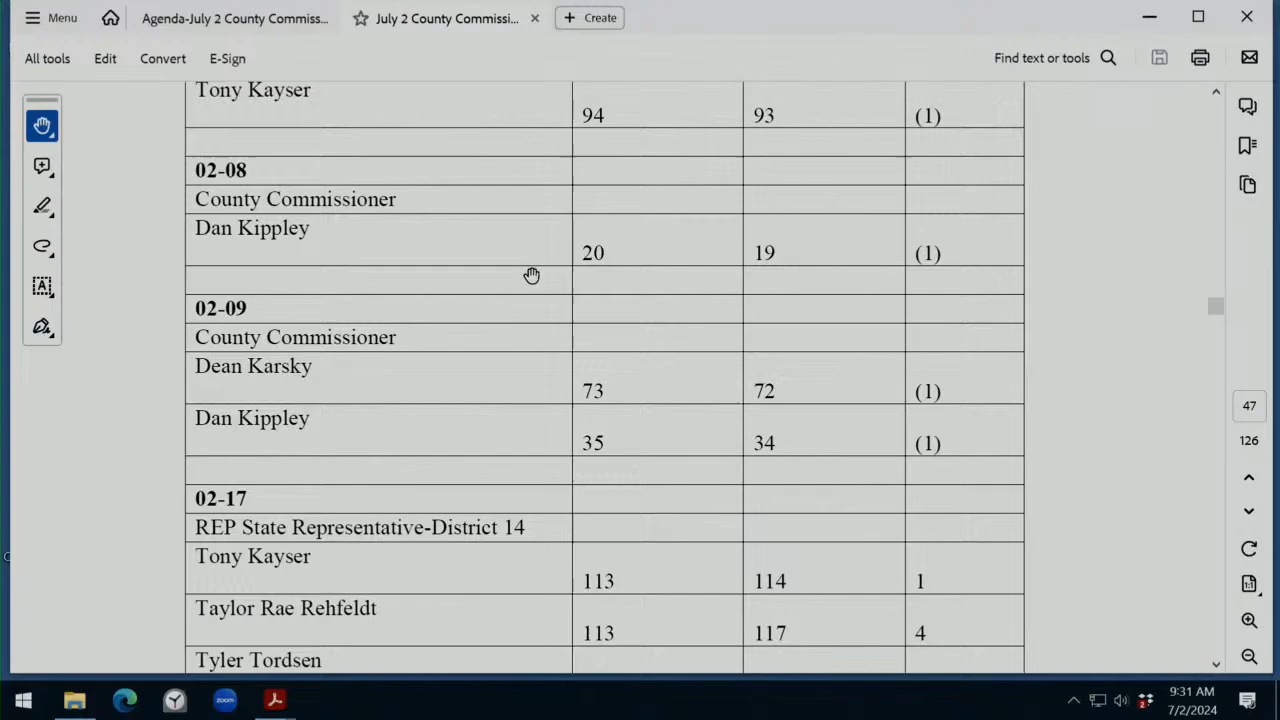 Menu
Agenda-July 2 County Commiss...
July 2 County Commissi...
Create
All tools
Edit
Convert
E-Sign
Find text or tools
Tony Kayser
94 93 (1)
02-08
County Commissioner
Dan Kippley
20 19 (1)
02-09
County Commissioner
Dean Karsky
73 72 (1)
Dan Kippley
35 34 (1)
02-17
REP State Representative-District 14
Tony Kayser
113 114 1
Taylor Rae Rehfeldt
113 117 4
Tyler Tordsen
47
126
1:1
zoom
2
9:31 AM
7/2/2024